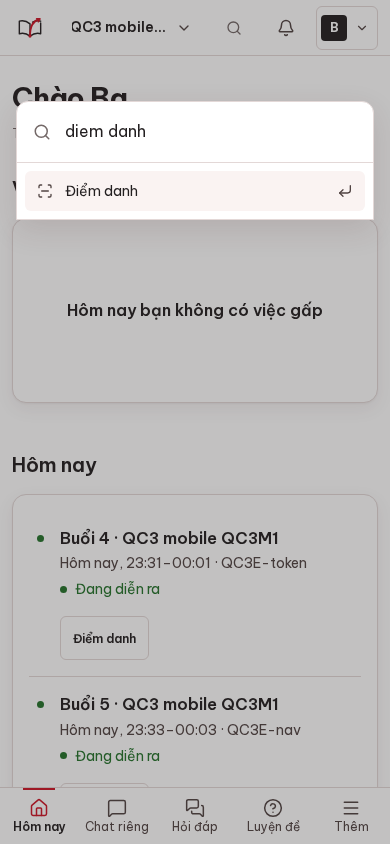 QC3 mobile...
B
Chào Ba
diem danh
Điểm danh
Hôm nay bạn không có việc gấp
Hôm nay
Buổi 4 · QC3 mobile QC3M1
Hôm nay, 23:31–00:01 · QC3E-token
Đang diễn ra
Điểm danh
Buổi 5 · QC3 mobile QC3M1
Hôm nay, 23:33–00:03 · QC3E-nav
Đang diễn ra
Hôm nay
Chat riêng
Hỏi đáp
Luyện đề
Thêm